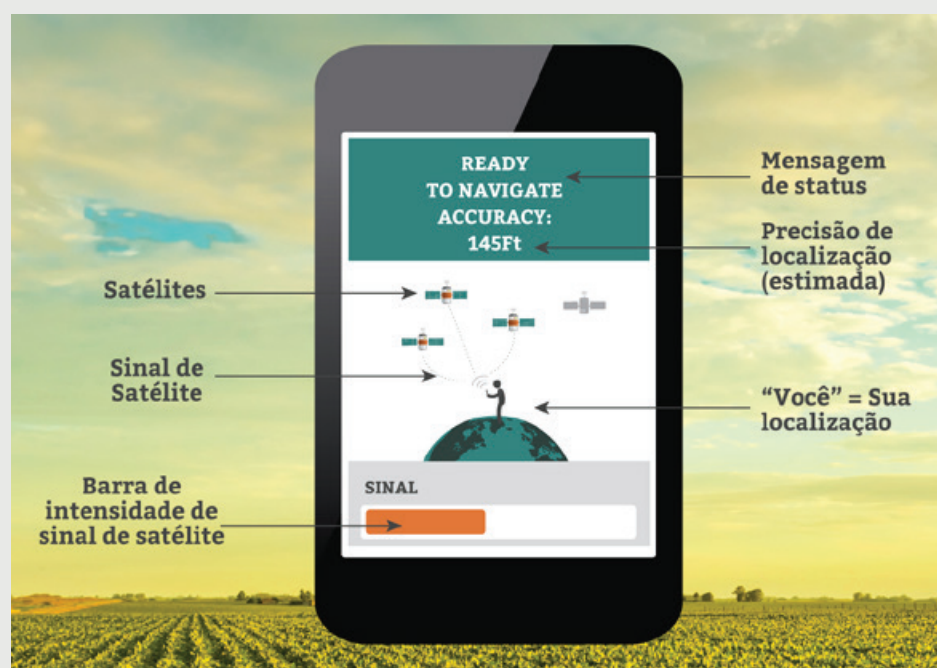 READY
TO NAVIGATE
ACCURACY:
145Ft
Mensagem
de status
Precisão de
localização
(estimada)
Satélites
Sinal de
Satélite
“Você” = Sua
localização
SINAL
Barra de
intensidade de
sinal de satélite